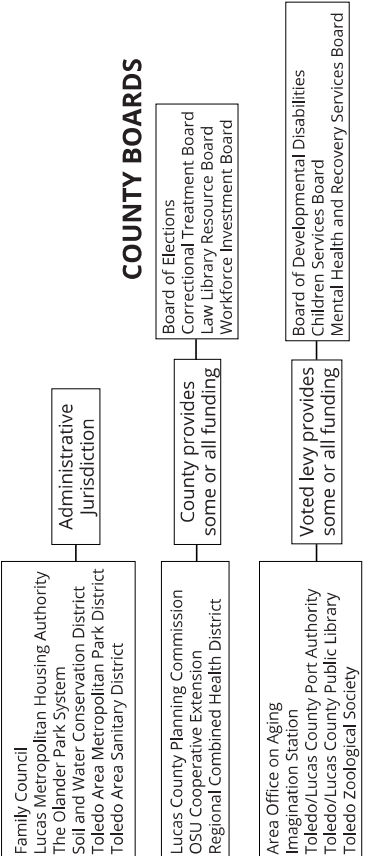 COUNTY BOARDS
Family Council
Lucas Metropolitan Housing Authority
The Olander Park System
Soil and Water Conservation District
Toledo Area Metropolitan Park District
Toledo Area Sanitary District
Administrative
Jurisdiction
Lucas County Planning Commission
OSU Cooperative Extension
Regional Combined Health District
County provides
some or all funding
Board of Elections
Correctional Treatment Board
Law Library Resource Board
Workforce Investment Board
Area Office on Aging
Imagination Station
Toledo/Lucas County Port Authority
Toledo/Lucas County Public Library
Toledo Zoological Society
Voted levy provides
some or all funding
Board of Developmental Disabilities
Children Services Board
Mental Health and Recovery Services Board